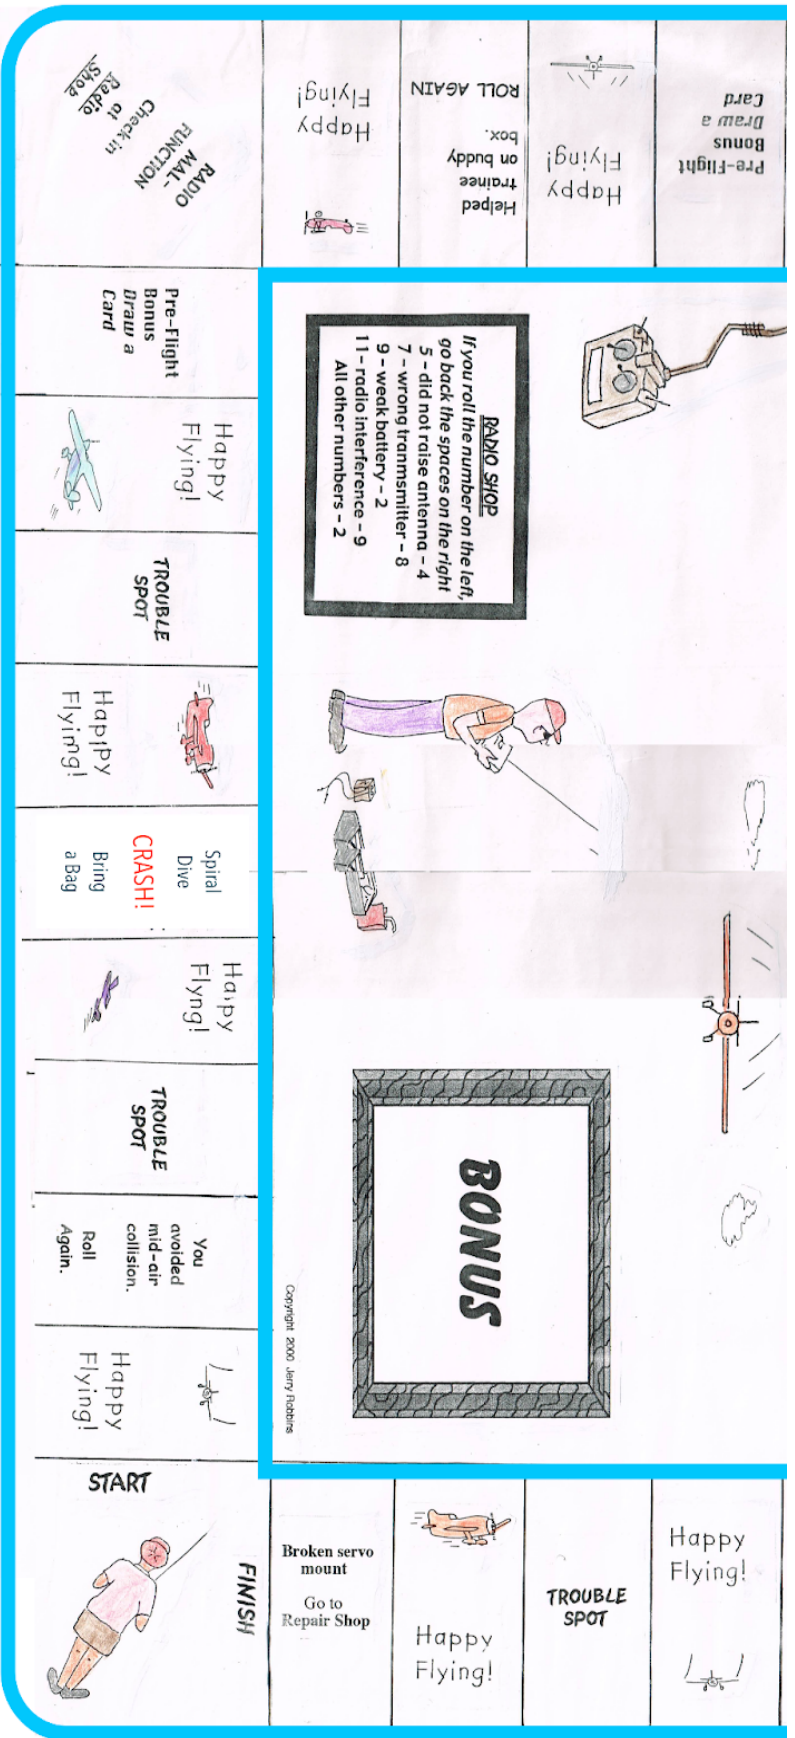 RADIO
MAL-
FUNCTION
Check in
at
Radio
Shop
Happy
Flying!
Helped
trainee
on buddy
box.
ROLL AGAIN
Happy
Flying!
Pre-Flight
Bonus
Draw a
Card
Pre-Flight
Bonus
Draw a
Card
Happy
Flying!
TROUBLE
SPOT
Happy
Flying!
Spiral
Dive
CRASH!
Bring
a Bag
Happy
Flyng!
TROUBLE
SPOT
You
avoided
mid-air
collision.
Roll
Again.
Happy
Flying!
START
FINISH
RADIO SHOP
If you roll the number on the left,
go back the spaces on the right
5 - did not raise antenna - 4
7 - wrong tranmsmitter - 8
9 - weak battery - 2
11 - radio interference - 9
All other numbers - 2
BONUS
Copyright 2000 Jerry Robbins
Broken servo
mount
Go to
Repair Shop
Happy
Flying!
TROUBLE
SPOT
Happy
Flying!